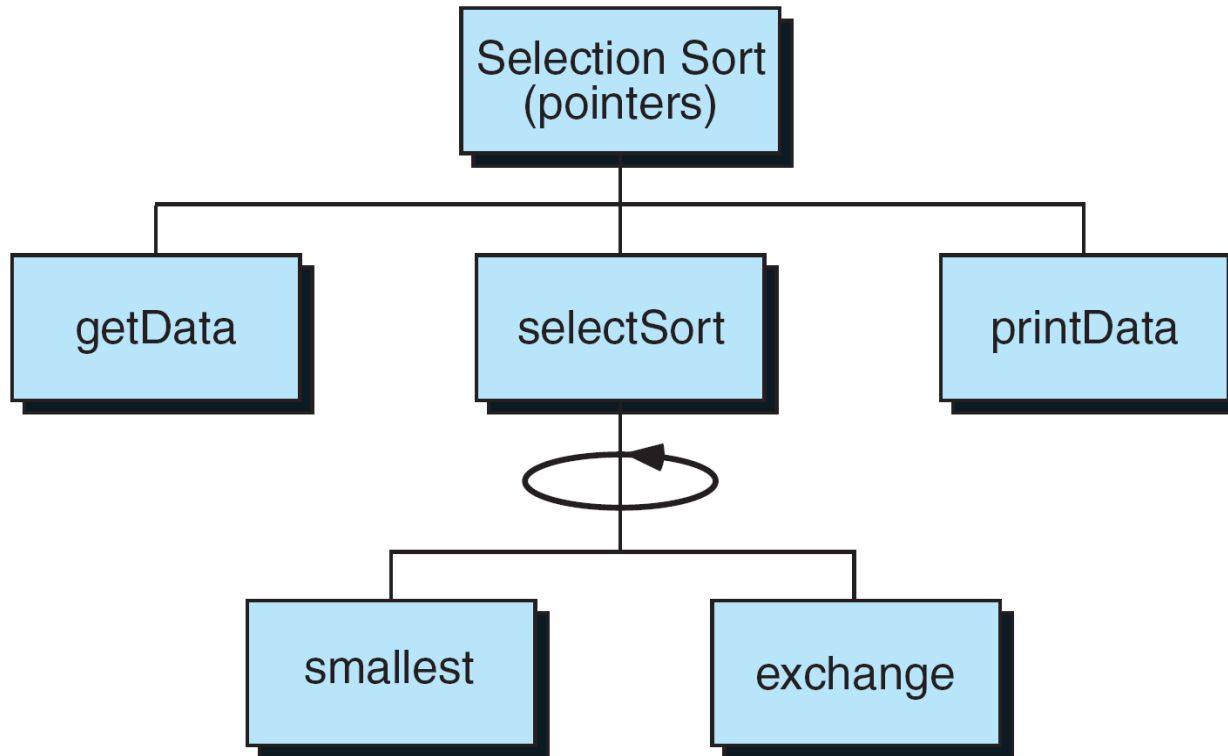 Selection Sort
(pointers)
getData
selectSort
printData
smallest
exchange